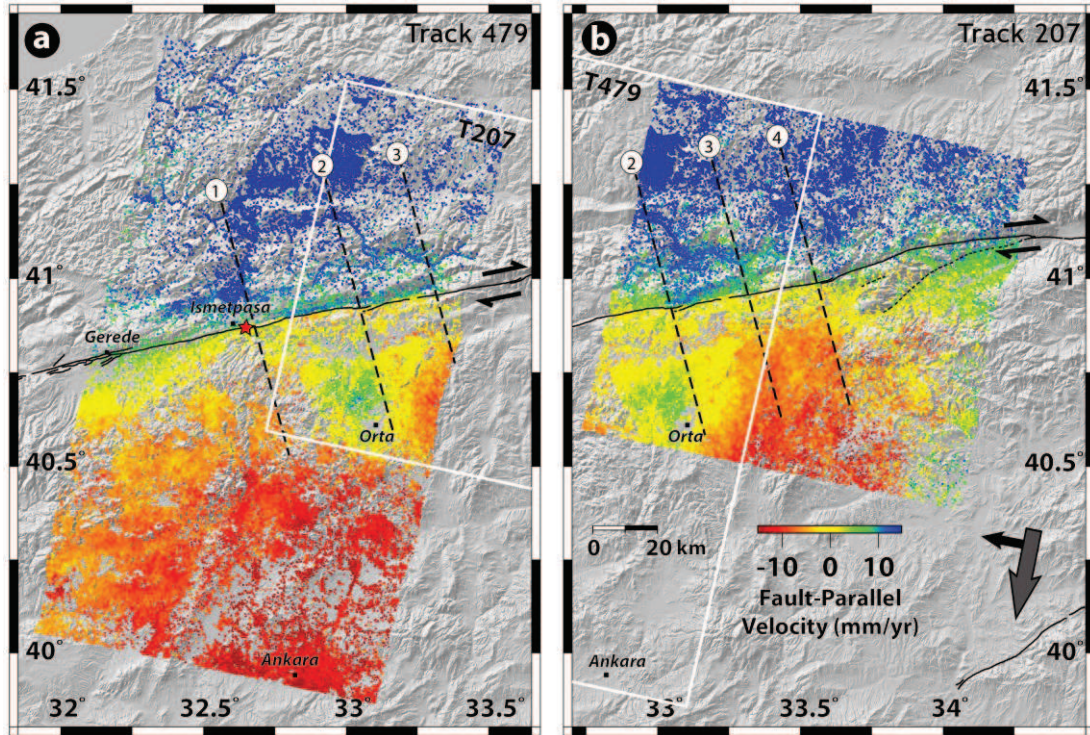 a
Track 479
41.5°
41°
40.5°
40°
T207
1
2
3
Ismetpaşa
Gerede
Orta
Ankara
32
32.5°
33°
33.5°
b
Track 207
T479
2
3
4
41.5°
41°
40.5°
40°
Orta
0 20 km
-10 0 10
Fault-Parallel
Velocity (mm/yr)
Ankara
33°
33.5°
34°